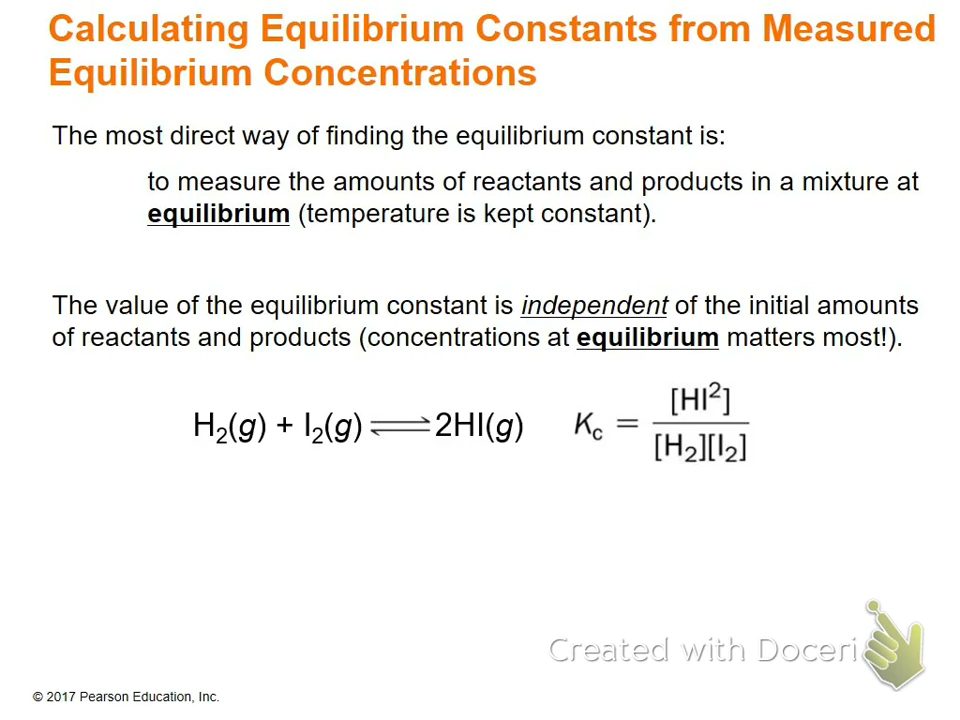 Calculating Equilibrium Constants from Measured
Equilibrium Concentrations
The most direct way of finding the equilibrium constant is:
to measure the amounts of reactants and products in a mixture at
equilibrium (temperature is kept constant).
The value of the equilibrium constant is independent of the initial amounts
of reactants and products (concentrations at equilibrium matters most!).
H₂(g) + I₂(g) ⇌ 2HI(g) K_c = [HI²] / [H₂][I₂]
Created with Doceri
© 2017 Pearson Education, Inc.